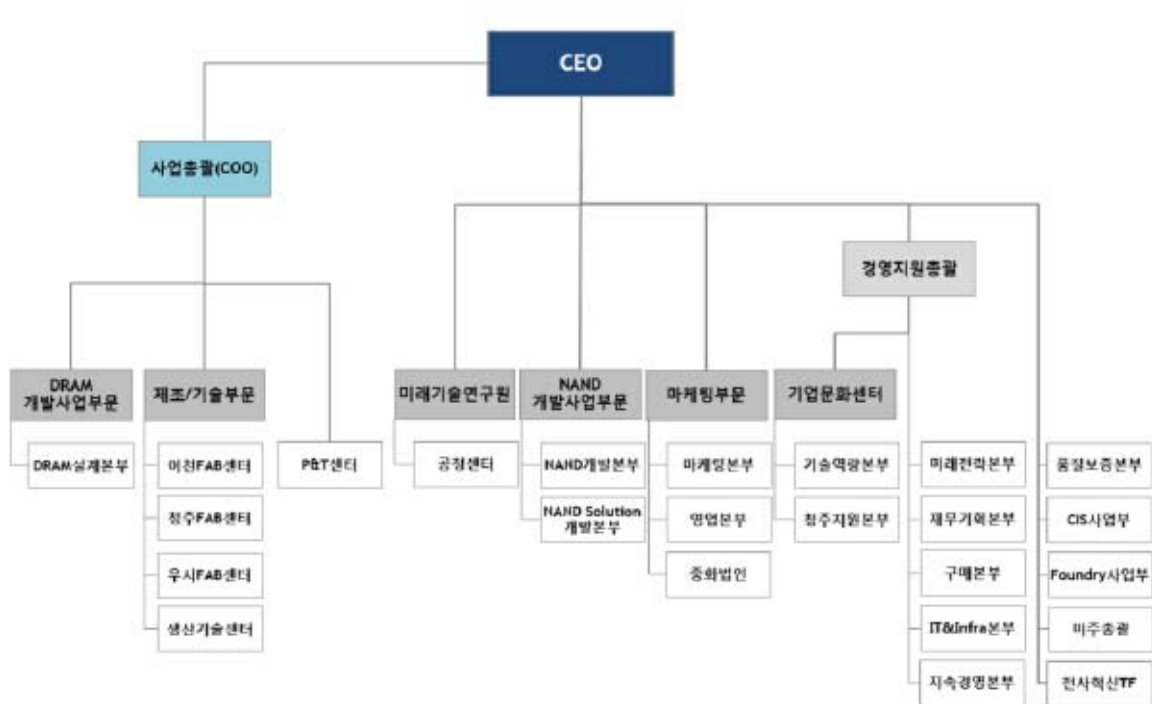 CEO
사업총괄(COO)
경영지원총괄
DRAM
개발사업부문
제조/기술부문
미래기술연구원
NAND
개발사업부문
마케팅부문
기업문화센터
DRAM설계본부
이천FAB센터
P&T센터
공정센터
NAND개발본부
마케팅본부
기술역량본부
미래전략본부
품질보증본부
청주FAB센터
NAND Solution
개발본부
영업본부
청주지원본부
재무기획본부
CIS사업부
우시FAB센터
중화법인
구매본부
Foundry사업부
생산기술센터
IT&Infra본부
미주총괄
지속경영본부
전사혁신TF